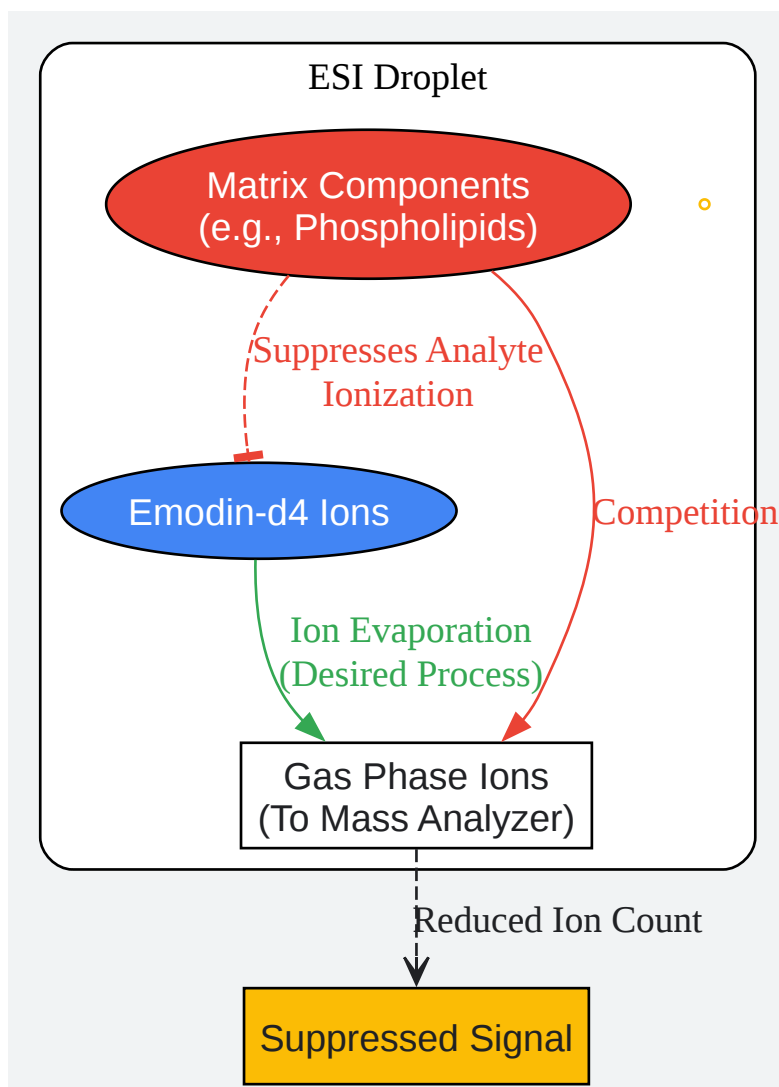 ESI Droplet
Matrix Components
(e.g., Phospholipids)
Suppresses Analyte
Ionization
Emodin-d4 Ions
Competition
Ion Evaporation
(Desired Process)
Gas Phase Ions
(To Mass Analyzer)
Reduced Ion Count
Suppressed Signal